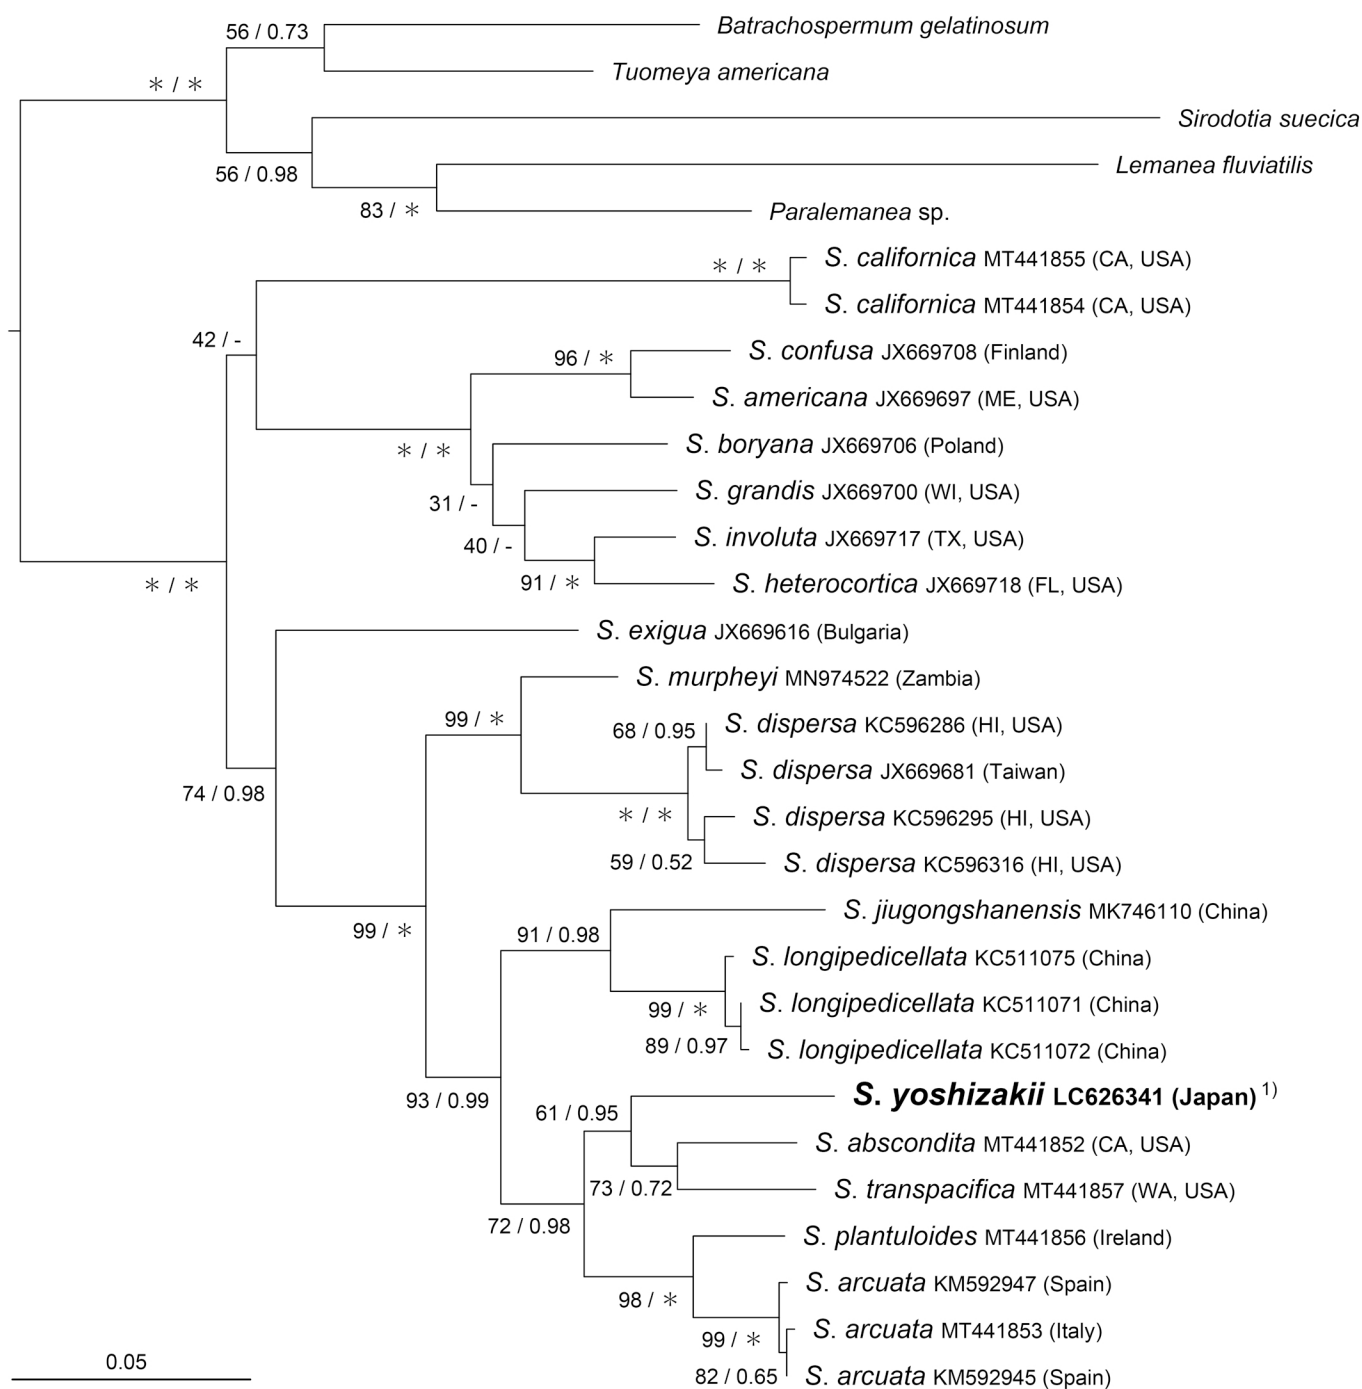 56 / 0.73
Batrachospermum gelatinosum
Tuomeya americana
＊ / ＊
Sirodotia suecica
56 / 0.98
Lemanea fluviatilis
83 / ＊
Paralemanea sp.
S. californica MT441855 (CA, USA)
＊ / ＊
S. californica MT441854 (CA, USA)
42 / -
S. confusa JX669708 (Finland)
96 / ＊
S. americana JX669697 (ME, USA)
＊ / ＊
S. boryana JX669706 (Poland)
31 / -
S. grandis JX669700 (WI, USA)
40 / -
S. involuta JX669717 (TX, USA)
91 / ＊
S. heterocortica JX669718 (FL, USA)
＊ / ＊
S. exigua JX669616 (Bulgaria)
S. murpheyi MN974522 (Zambia)
99 / ＊
68 / 0.95
S. dispersa KC596286 (HI, USA)
S. dispersa JX669681 (Taiwan)
74 / 0.98
＊ / ＊
S. dispersa KC596295 (HI, USA)
59 / 0.52
S. dispersa KC596316 (HI, USA)
99 / ＊
S. jiugongshanensis MK746110 (China)
91 / 0.98
S. longipedicellata KC511075 (China)
99 / ＊
S. longipedicellata KC511071 (China)
89 / 0.97
S. longipedicellata KC511072 (China)
93 / 0.99
S. yoshizakii LC626341 (Japan) 1)
61 / 0.95
S. abscondita MT441852 (CA, USA)
73 / 0.72
S. transpacifica MT441857 (WA, USA)
72 / 0.98
S. plantuloides MT441856 (Ireland)
98 / ＊
S. arcuata KM592947 (Spain)
99 / ＊
S. arcuata MT441853 (Italy)
82 / 0.65
S. arcuata KM592945 (Spain)
0.05